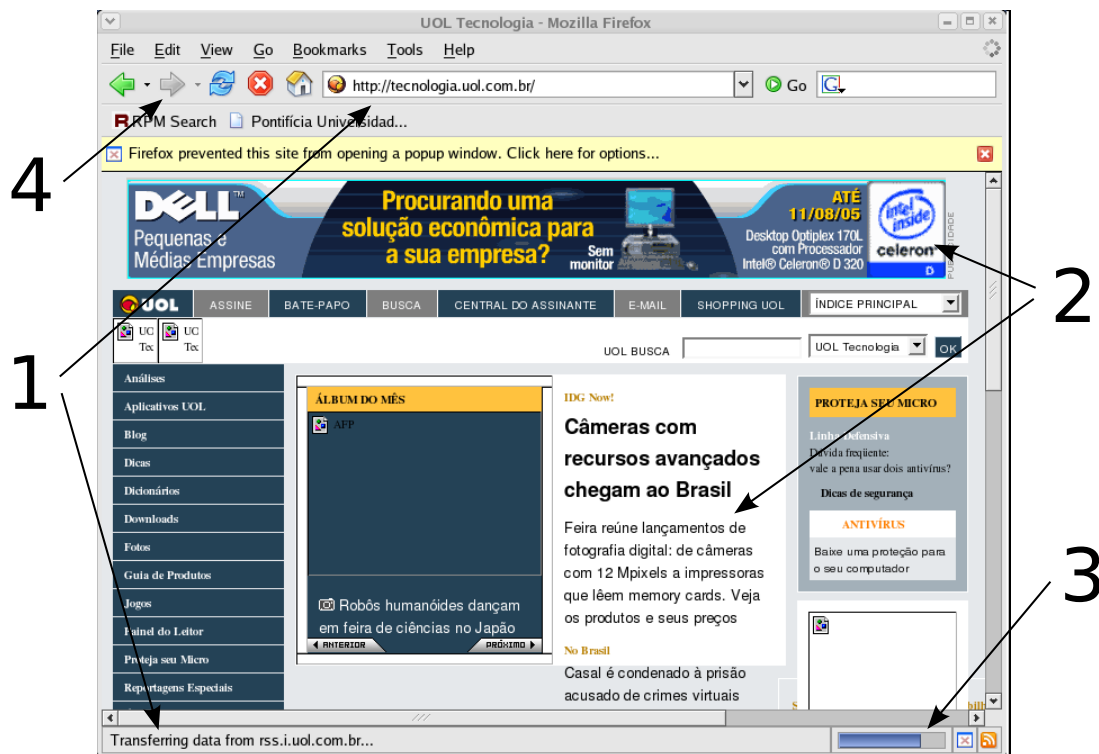 UOL Tecnologia - Mozilla Firefox
File Edit View Go Bookmarks Tools Help
http://tecnologia.uol.com.br/ Go G
RPM Search Pontifícia Universidad...
Firefox prevented this site from opening a popup window. Click here for options...
4
DELL™
Pequenas e
Médias Empresas
Procurando uma
solução econômica para
a sua empresa?
Sem
monitor
ATÉ
11/08/05
Desktop Optiplex 170L
com Processador
Intel® Celeron® D 320
intel
inside
celeron
D
PUBLICIDADE
2
UOL ASSINE BATE-PAPO BUSCA CENTRAL DO ASSINANTE E-MAIL SHOPPING UOL ÍNDICE PRINCIPAL
UC
Tex
UC
Tex
UOL BUSCA UOL Tecnologia OK
1
Análises
Aplicativos UOL
Blog
Dicas
Dicionários
Downloads
Fotos
Guia de Produtos
Jogos
Painel do Leitor
Proteja seu Micro
Reportagens Especiais
ÁLBUM DO MÊS
AFP
Robôs humanóides dançam
em feira de ciências no Japão
ANTERIOR PRÓXIMO
IDG Now!
Câmeras com
recursos avançados
chegam ao Brasil
Feira reúne lançamentos de
fotografia digital: de câmeras
com 12 Mpixels a impressoras
que lêem memory cards. Veja
os produtos e seus preços
No Brasil
Casal é condenado à prisão
acusado de crimes virtuais
PROTEJA SEU MICRO
Linha Defensiva
Dúvida freqüente:
vale a pena usar dois antivírus?
Dicas de segurança
ANTIVÍRUS
Baixe uma proteção para
o seu computador
3
Transferring data from rss.i.uol.com.br...